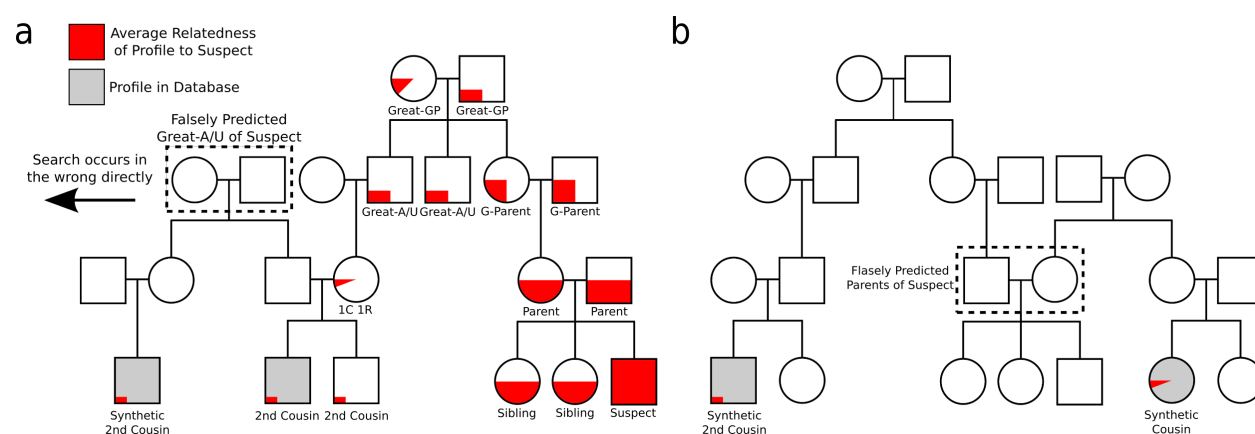 a
Average Relatedness
of Profile to Suspect
Profile in Database
Great-GP
Great-GP
Falsely Predicted
Great-A/U of Suspect
Search occurs in
the wrong directly
Great-A/U
Great-A/U
G-Parent
G-Parent
1C 1R
Parent
Parent
Synthetic
2nd Cousin
2nd Cousin
2nd Cousin
Sibling
Sibling
Suspect
b
Flasely Predicted
Parents of Suspect
Synthetic
2nd Cousin
Synthetic
Cousin